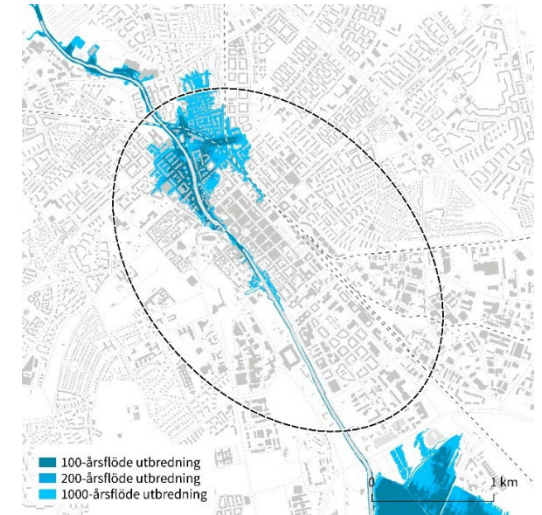 100-årsflöde utbredning
200-årsflöde utbredning
1000-årsflöde utbredning
0 1 km